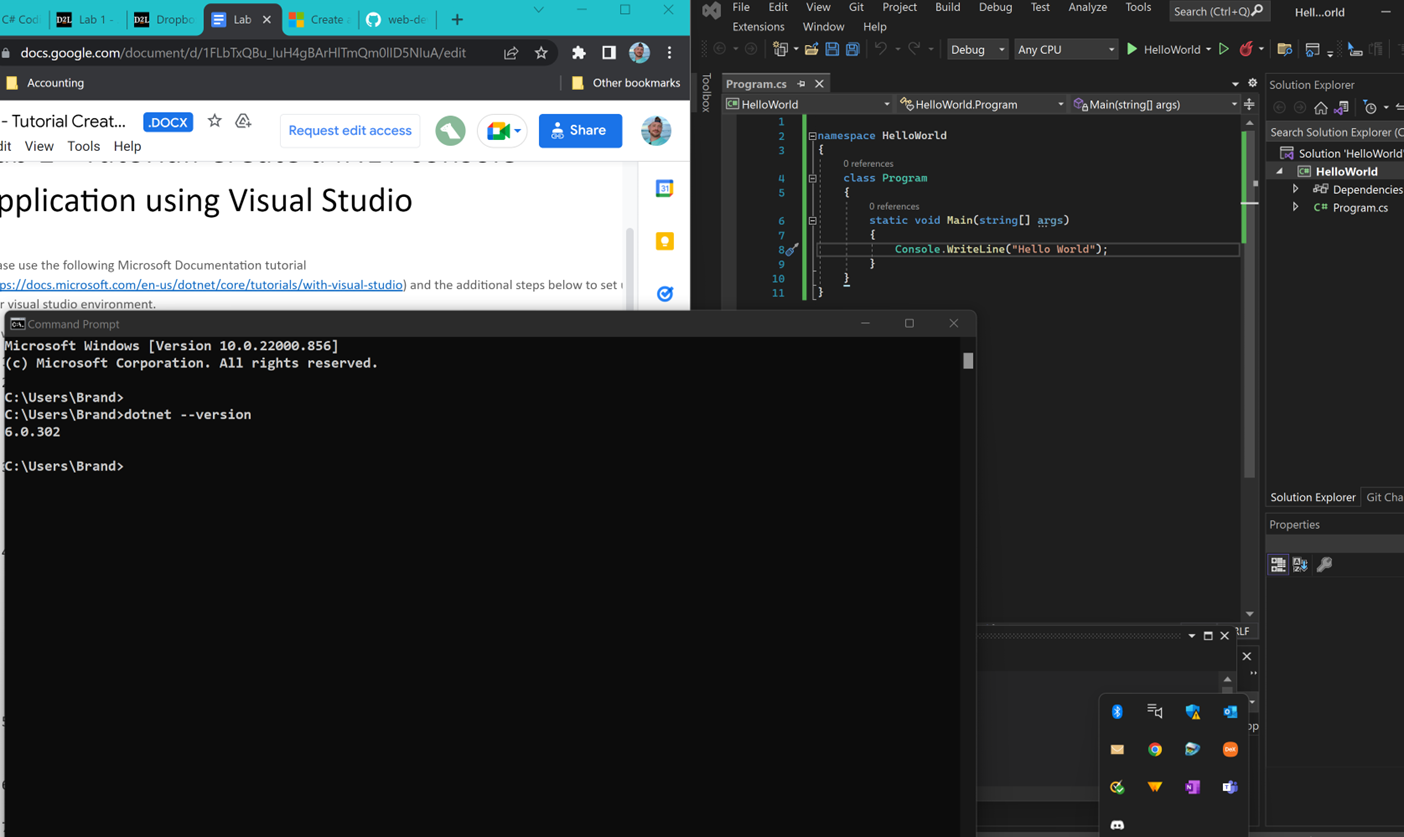 C# Cod
Lab 1 -
Dropbo
Lab
Create a
web-de
docs.google.com/document/d/1FLbTxQBu_luH4gBArHlTmQm0lID5NIuA/edit
Accounting
Other bookmarks
- Tutorial Creat...
.DOCX
Request edit access
Share
dit View Tools Help
pplication using Visual Studio
31
ase use the following Microsoft Documentation tutorial
ps://docs.microsoft.com/en-us/dotnet/core/tutorials/with-visual-studio) and the additional steps below to set u
r visual studio environment.
File Edit View Git Project Build Debug Test Analyze Tools
Search (Ctrl+Q)
Hell...orld
Extensions Window Help
Debug
Any CPU
HelloWorld
Toolbox
Program.cs
HelloWorld
HelloWorld.Program
Main(string[] args)
1
2 namespace HelloWorld
3 {
0 references
4 class Program
5 {
0 references
6 static void Main(string[] args)
7 {
8 Console.WriteLine("Hello World");
9 }
10 }
11 }
Solution Explorer
Search Solution Explorer (C
Solution 'HelloWorld'
HelloWorld
Dependencies
C# Program.cs
Solution Explorer
Git Cha
Properties
Command Prompt
Microsoft Windows [Version 10.0.22000.856]
(c) Microsoft Corporation. All rights reserved.
C:\Users\Brand>
C:\Users\Brand>dotnet --version
6.0.302
C:\Users\Brand>
RLF
op
DeX